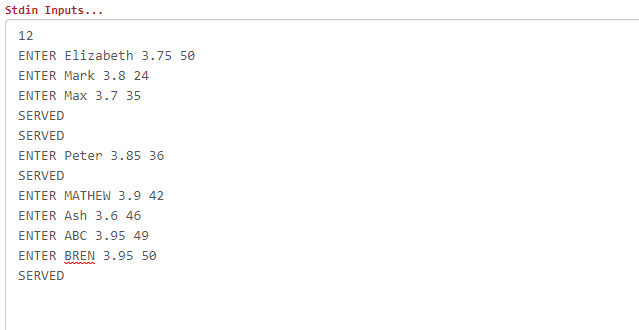 Stdin Inputs...
12
ENTER Elizabeth 3.75 50
ENTER Mark 3.8 24
ENTER Max 3.7 35
SERVED
SERVED
ENTER Peter 3.85 36
SERVED
ENTER MATHEW 3.9 42
ENTER Ash 3.6 46
ENTER ABC 3.95 49
ENTER BREN 3.95 50
SERVED